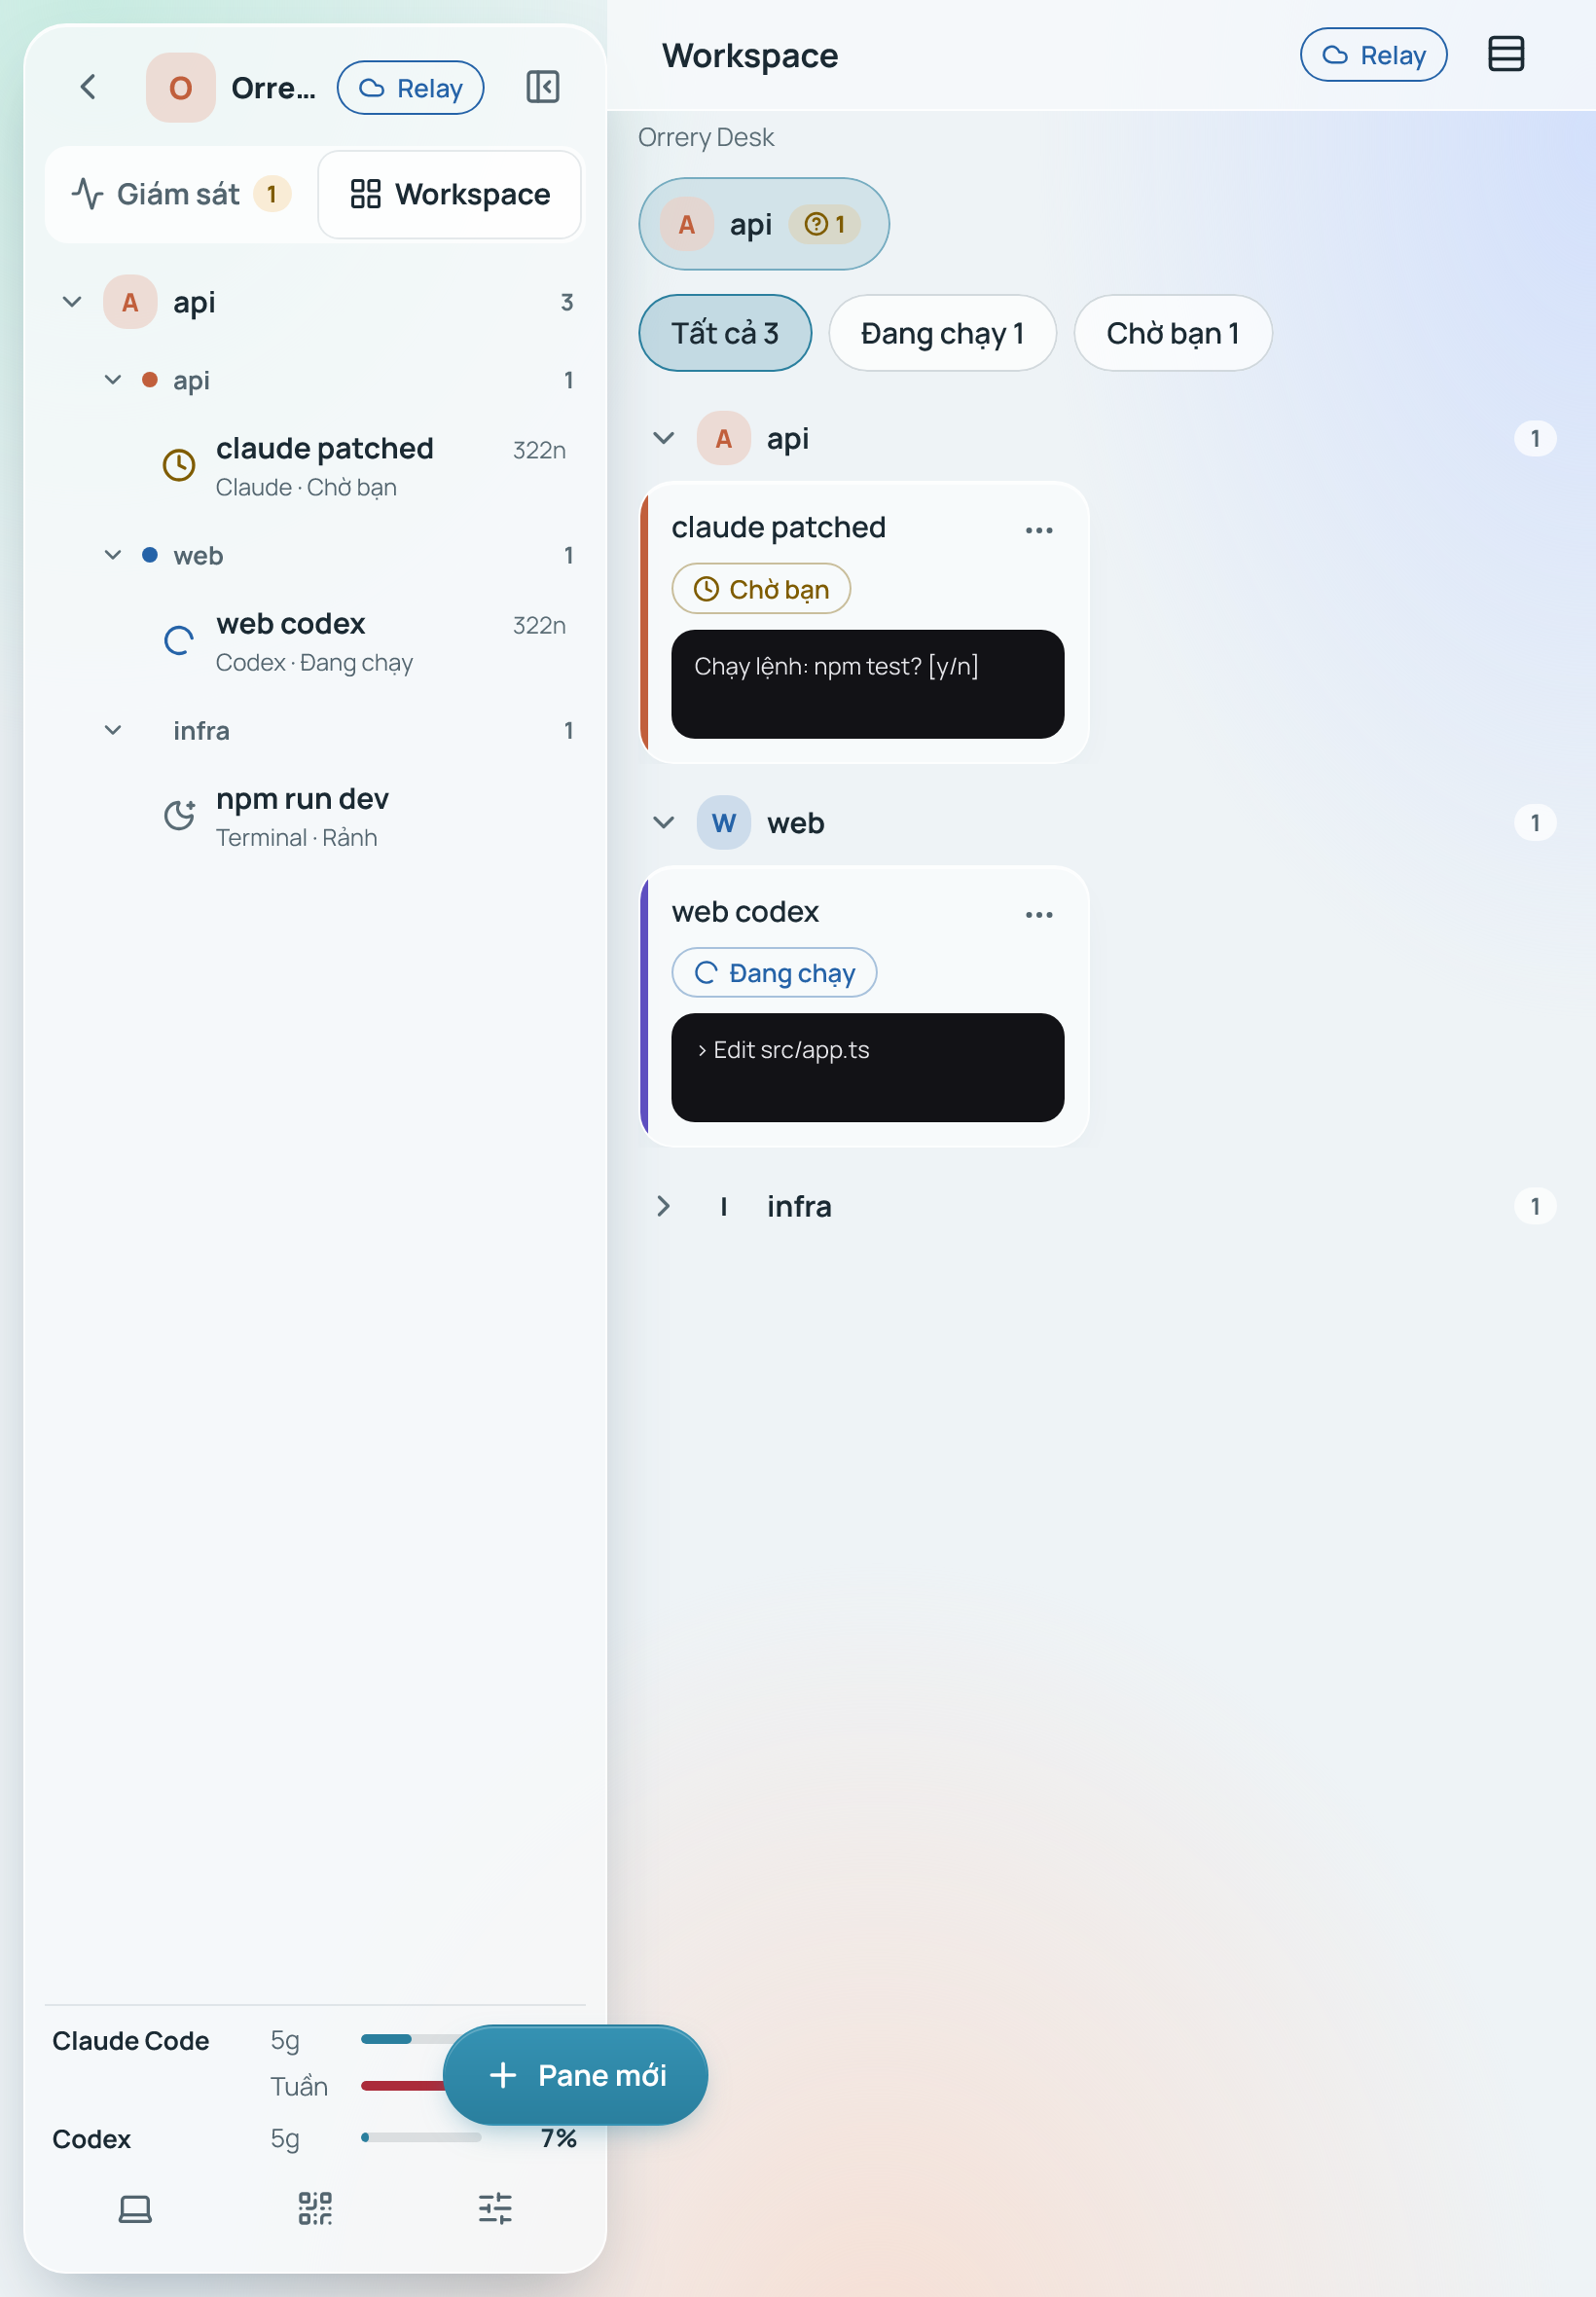 O Orre... Relay
Giám sát 1 Workspace
A api 3
api 1
claude patched 322n
Claude · Chờ bạn
web 1
web codex 322n
Codex · Đang chạy
infra 1
npm run dev
Terminal · Rảnh
Claude Code 5g
Tuần
Codex 5g 7%
Workspace Relay
Orrery Desk
A api 1
Tất cả 3 Đang chạy 1 Chờ bạn 1
A api 1
claude patched
Chờ bạn
Chạy lệnh: npm test? [y/n]
W web 1
web codex
Đang chạy
› Edit src/app.ts
I infra 1
+ Pane mới